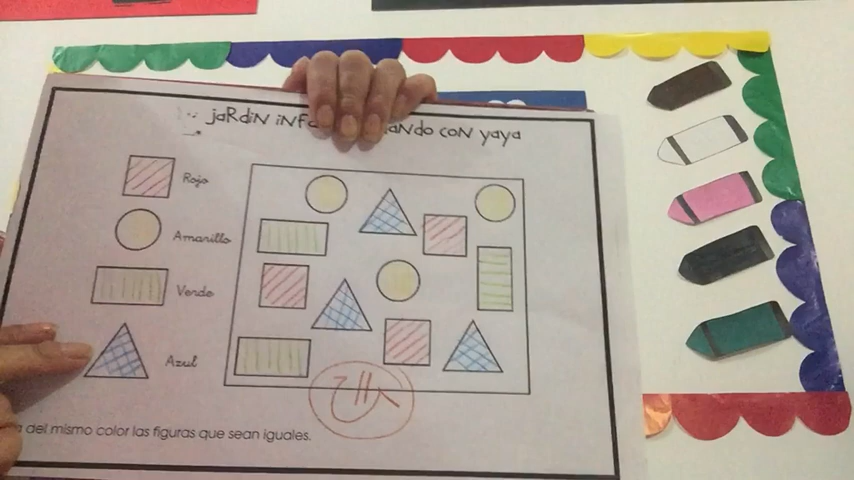 jaRdiN iNf
aNdo coN yaya
Rojo
Amarillo
Verde
Azul
del mismo color las figuras que sean iguales.